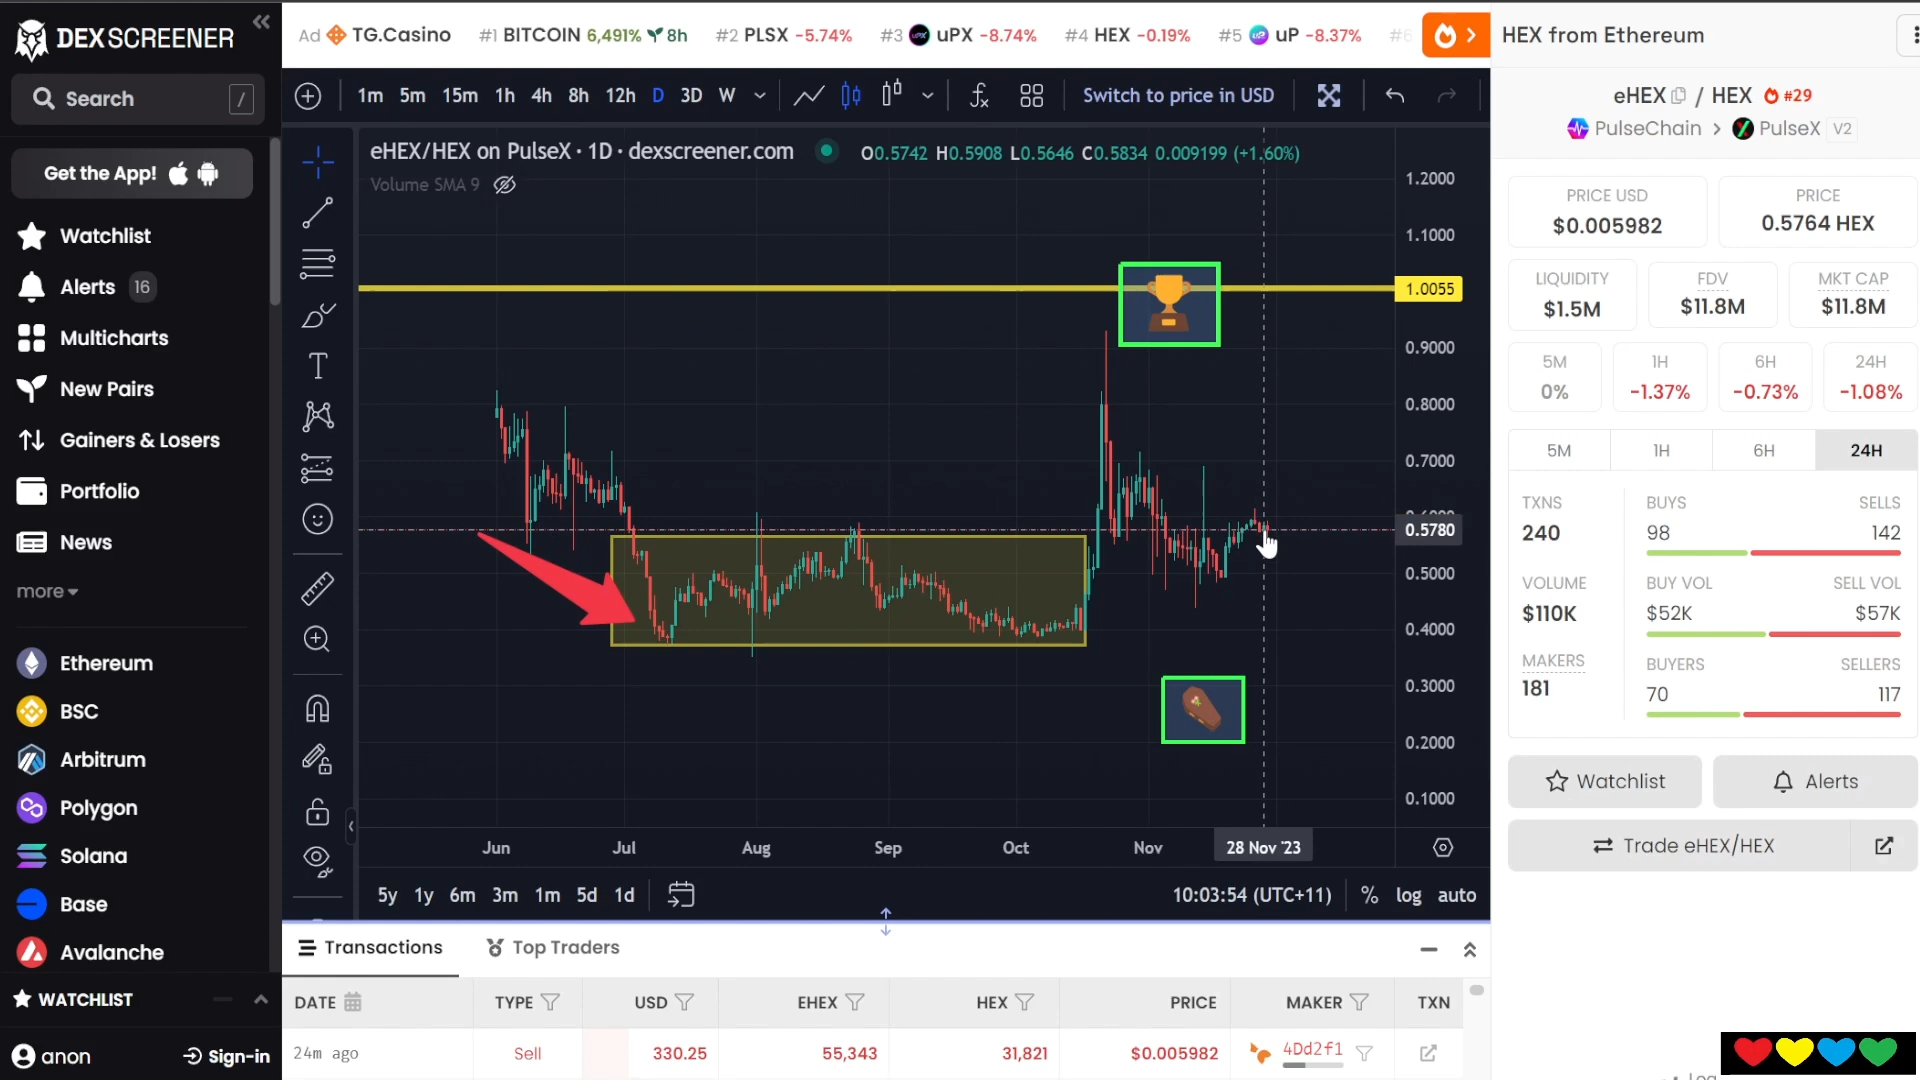 DEX SCREENER
Search /
Get the App!
Watchlist
Alerts 16
Multicharts
New Pairs
Gainers & Losers
Portfolio
News
more
Ethereum
BSC
Arbitrum
Polygon
Solana
Base
Avalanche
WATCHLIST
anon Sign-in
Ad TG.Casino #1 BITCOIN 6,491% 8h #2 PLSX -5.74% #3 uPX -8.74% #4 HEX -0.19% #5 uP -8.37% #6
1m 5m 15m 1h 4h 8h 12h D 3D W Switch to price in USD
eHEX/HEX on PulseX · 1D · dexscreener.com O0.5742 H0.5908 L0.5646 C0.5834 0.009199 (+1.60%)
Volume SMA 9
1.2000
1.1000
1.0055
0.9000
0.8000
0.7000
0.5780
0.5000
0.4000
0.3000
0.2000
0.1000
Jun Jul Aug Sep Oct Nov 28 Nov '23
5y 1y 6m 3m 1m 5d 1d 10:03:54 (UTC+11) % log auto
Transactions Top Traders
DATE TYPE USD EHEX HEX PRICE MAKER TXN
24m ago Sell 330.25 55,343 31,821 $0.005982 4Dd2f1
HEX from Ethereum
eHEX / HEX #29
PulseChain > PulseX V2
PRICE USD PRICE
$0.005982 0.5764 HEX
LIQUIDITY FDV MKT CAP
$1.5M $11.8M $11.8M
5M 1H 6H 24H
0% -1.37% -0.73% -1.08%
5M 1H 6H 24H
TXNS BUYS SELLS
240 98 142
VOLUME BUY VOL SELL VOL
$110K $52K $57K
MAKERS BUYERS SELLERS
181 70 117
Watchlist Alerts
Trade eHEX/HEX